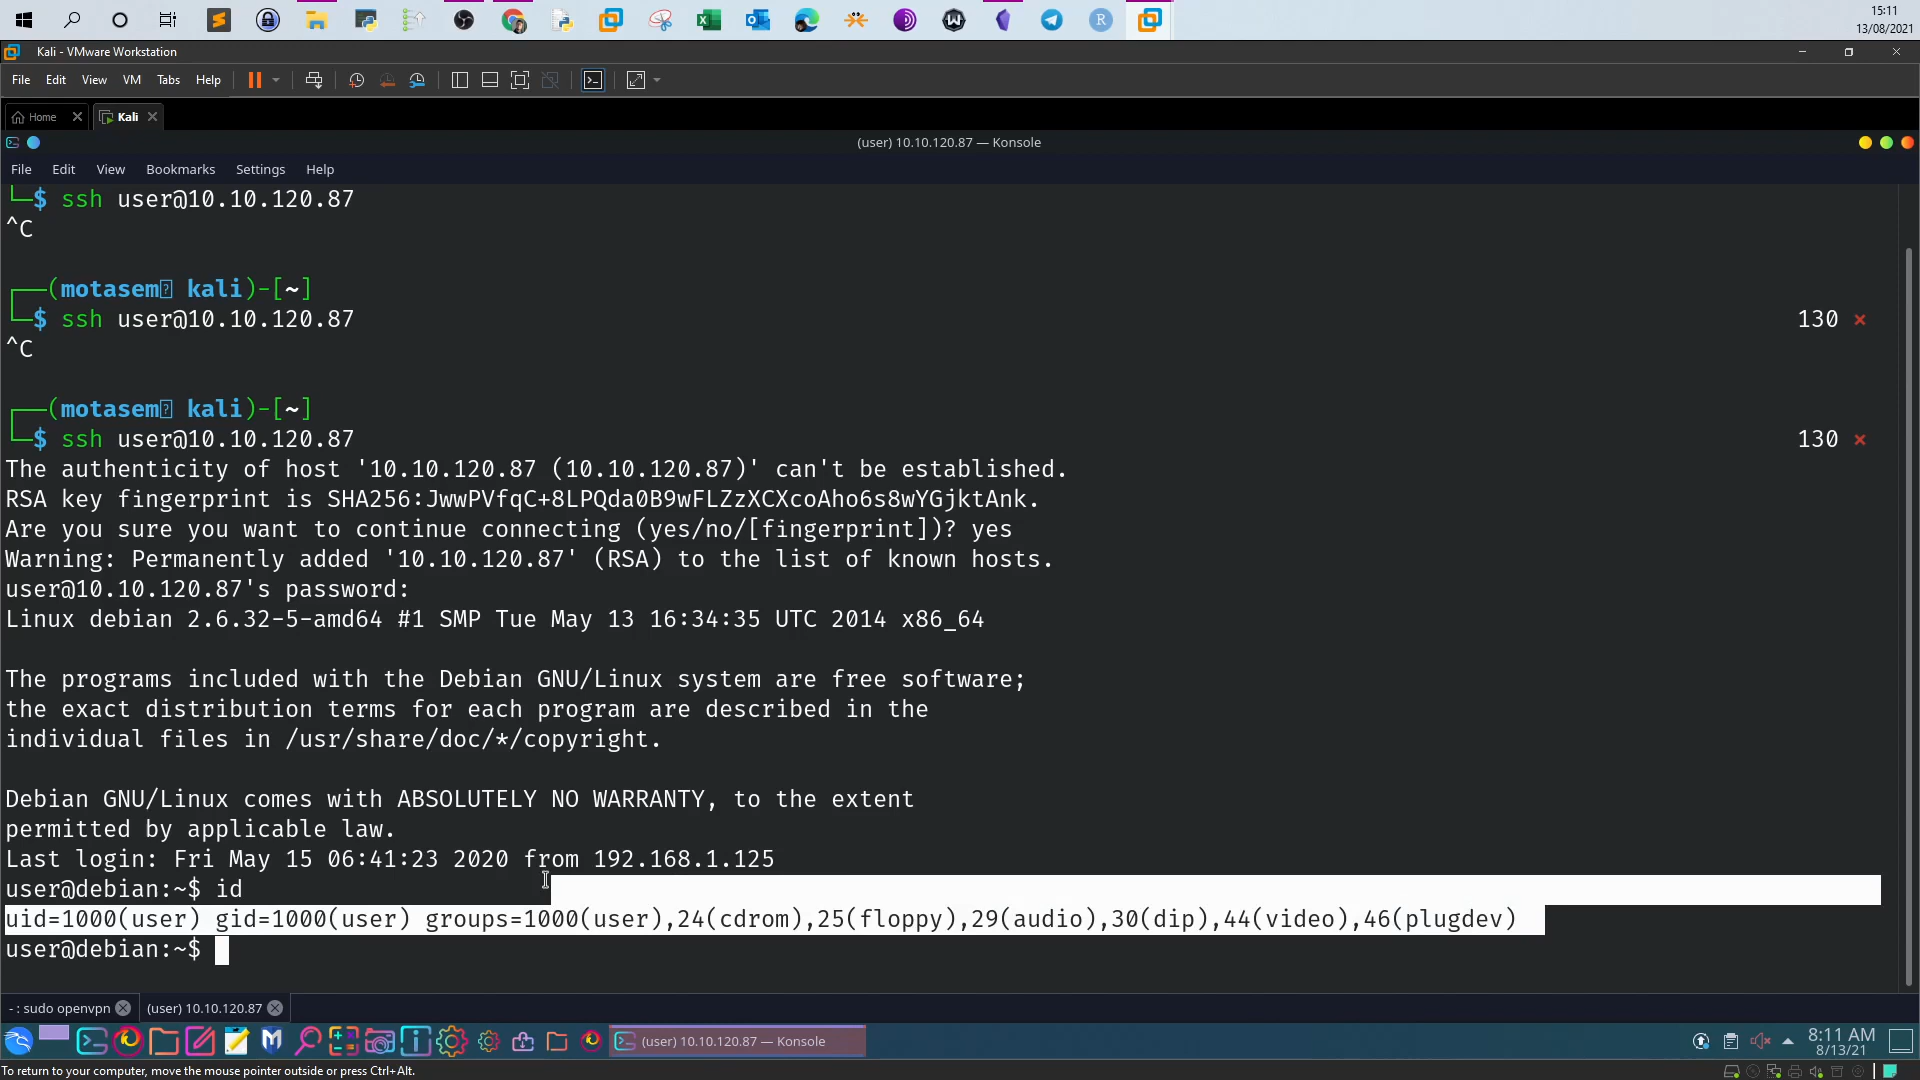 15:11
13/08/2021
Kali - VMware Workstation
File Edit View VM Tabs Help
Home Kali
(user) 10.10.120.87 — Konsole
File Edit View Bookmarks Settings Help
└─$ ssh user@10.10.120.87
^C
┌──(motasem kali)-[~]
└─$ ssh user@10.10.120.87 130 ×
^C
┌──(motasem kali)-[~]
└─$ ssh user@10.10.120.87 130 ×
The authenticity of host '10.10.120.87 (10.10.120.87)' can't be established.
RSA key fingerprint is SHA256:JwwPVfqC+8LPQda0B9wFLZzXCXcoAho6s8wYGjktAnk.
Are you sure you want to continue connecting (yes/no/[fingerprint])? yes
Warning: Permanently added '10.10.120.87' (RSA) to the list of known hosts.
user@10.10.120.87's password:
Linux debian 2.6.32-5-amd64 #1 SMP Tue May 13 16:34:35 UTC 2014 x86_64
The programs included with the Debian GNU/Linux system are free software;
the exact distribution terms for each program are described in the
individual files in /usr/share/doc/*/copyright.
Debian GNU/Linux comes with ABSOLUTELY NO WARRANTY, to the extent
permitted by applicable law.
Last login: Fri May 15 06:41:23 2020 from 192.168.1.125
user@debian:~$ id
uid=1000(user) gid=1000(user) groups=1000(user),24(cdrom),25(floppy),29(audio),30(dip),44(video),46(plugdev)
user@debian:~$
- : sudo openvpn (user) 10.10.120.87
(user) 10.10.120.87 — Konsole
8:11 AM
8/13/21
To return to your computer, move the mouse pointer outside or press Ctrl+Alt.